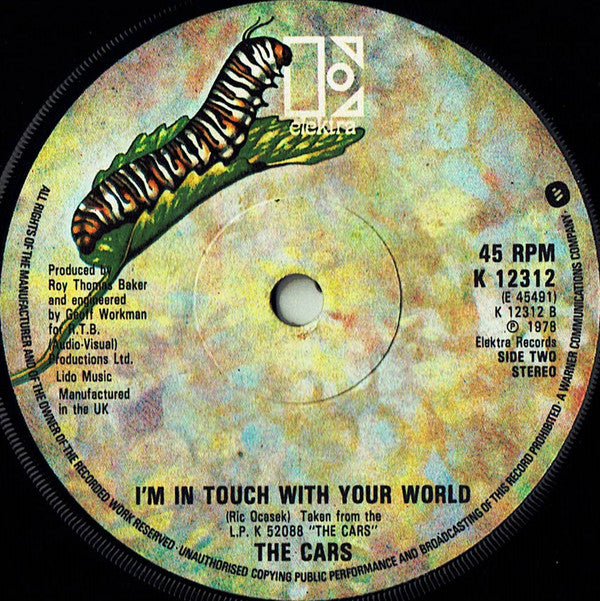 elektra
45 RPM
K 12312
(E 45491)
K 12312 B
Ⓟ 1978
Elektra Records
SIDE TWO
STEREO
Produced by
Roy Thomas Baker
and engineered
by Geoff Workman
for R.T.B.
(Audio-Visual)
Productions Ltd.
Lido Music
Manufactured
in the UK
I'M IN TOUCH WITH YOUR WORLD
(Ric Ocasek) Taken from the
L.P. K 52088 "THE CARS"
THE CARS
ALL RIGHTS OF THE MANUFACTURER AND OF THE OWNER OF THE RECORDED WORK RESERVED · UNAUTHORISED COPYING PUBLIC PERFORMANCE AND BROADCASTING OF THIS RECORD PROHIBITED · A WARNER COMMUNICATIONS COMPANY ·